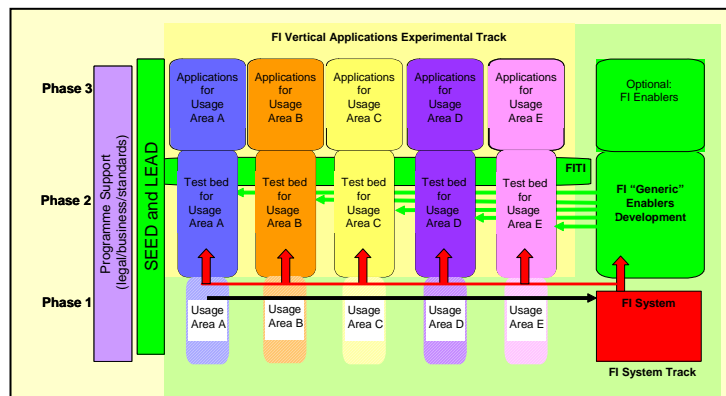 FI Vertical Applications Experimental Track
Phase 3
Phase 2
Phase 1
Programme Support
(legal/business/standards)
SEED and LEAD
Applications
for
Usage
Area A
Applications
for
Usage
Area B
Applications
for
Usage
Area C
Applications
for
Usage
Area D
Applications
for
Usage
Area E
Optional:
FI Enablers
FITI
Test bed
for
Usage
Area A
Test bed
for
Usage
Area B
Test bed
for
Usage
Area C
Test bed
for
Usage
Area D
Test bed
for
Usage
Area E
FI “Generic”
Enablers
Development
Usage
Area A
Usage
Area B
Usage
Area C
Usage
Area D
Usage
Area E
FI System
FI System Track